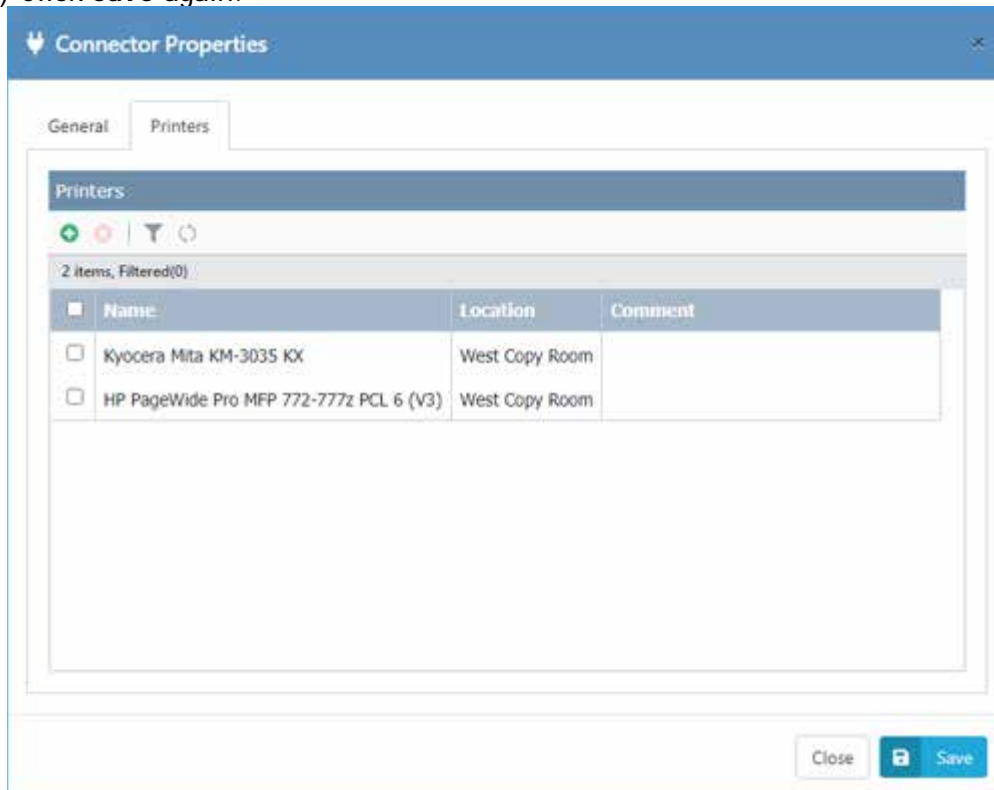 Connector Properties
General Printers
Printers
2 items, Filtered(0)
Name Location Comment
Kyocera Mita KM-3035 KX West Copy Room
HP PageWide Pro MFP 772-777z PCL 6 (V3) West Copy Room
Close Save